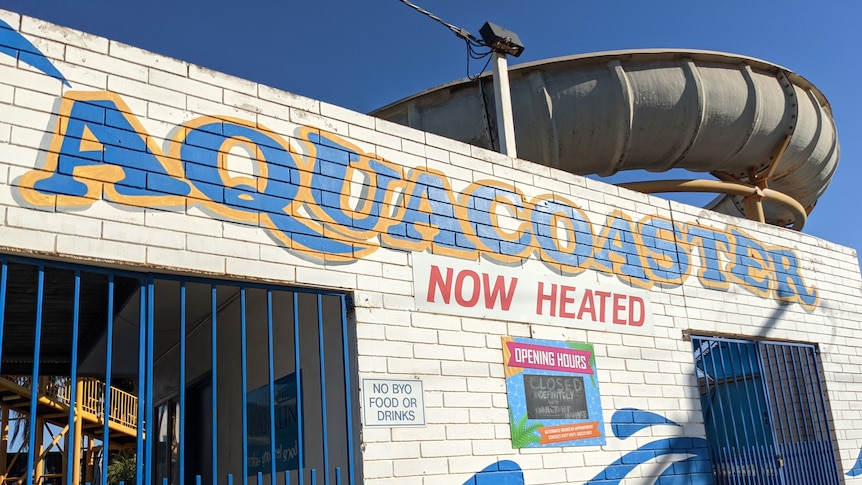 AQUACOASTER
NOW HEATED
OPENING HOURS
CLOSED
INDEFINITELY
NO BYO
FOOD OR
DRINKS